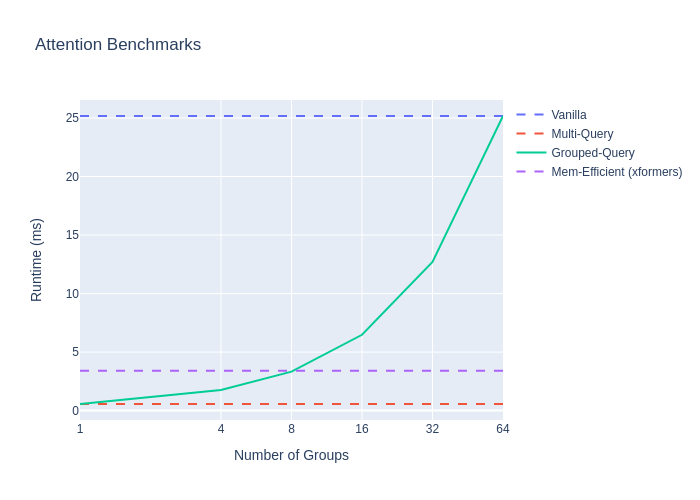 Attention Benchmarks
Vanilla
Multi-Query
Grouped-Query
Mem-Efficient (xformers)
Runtime (ms)
25
20
15
10
5
0
1 4 8 16 32 64
Number of Groups